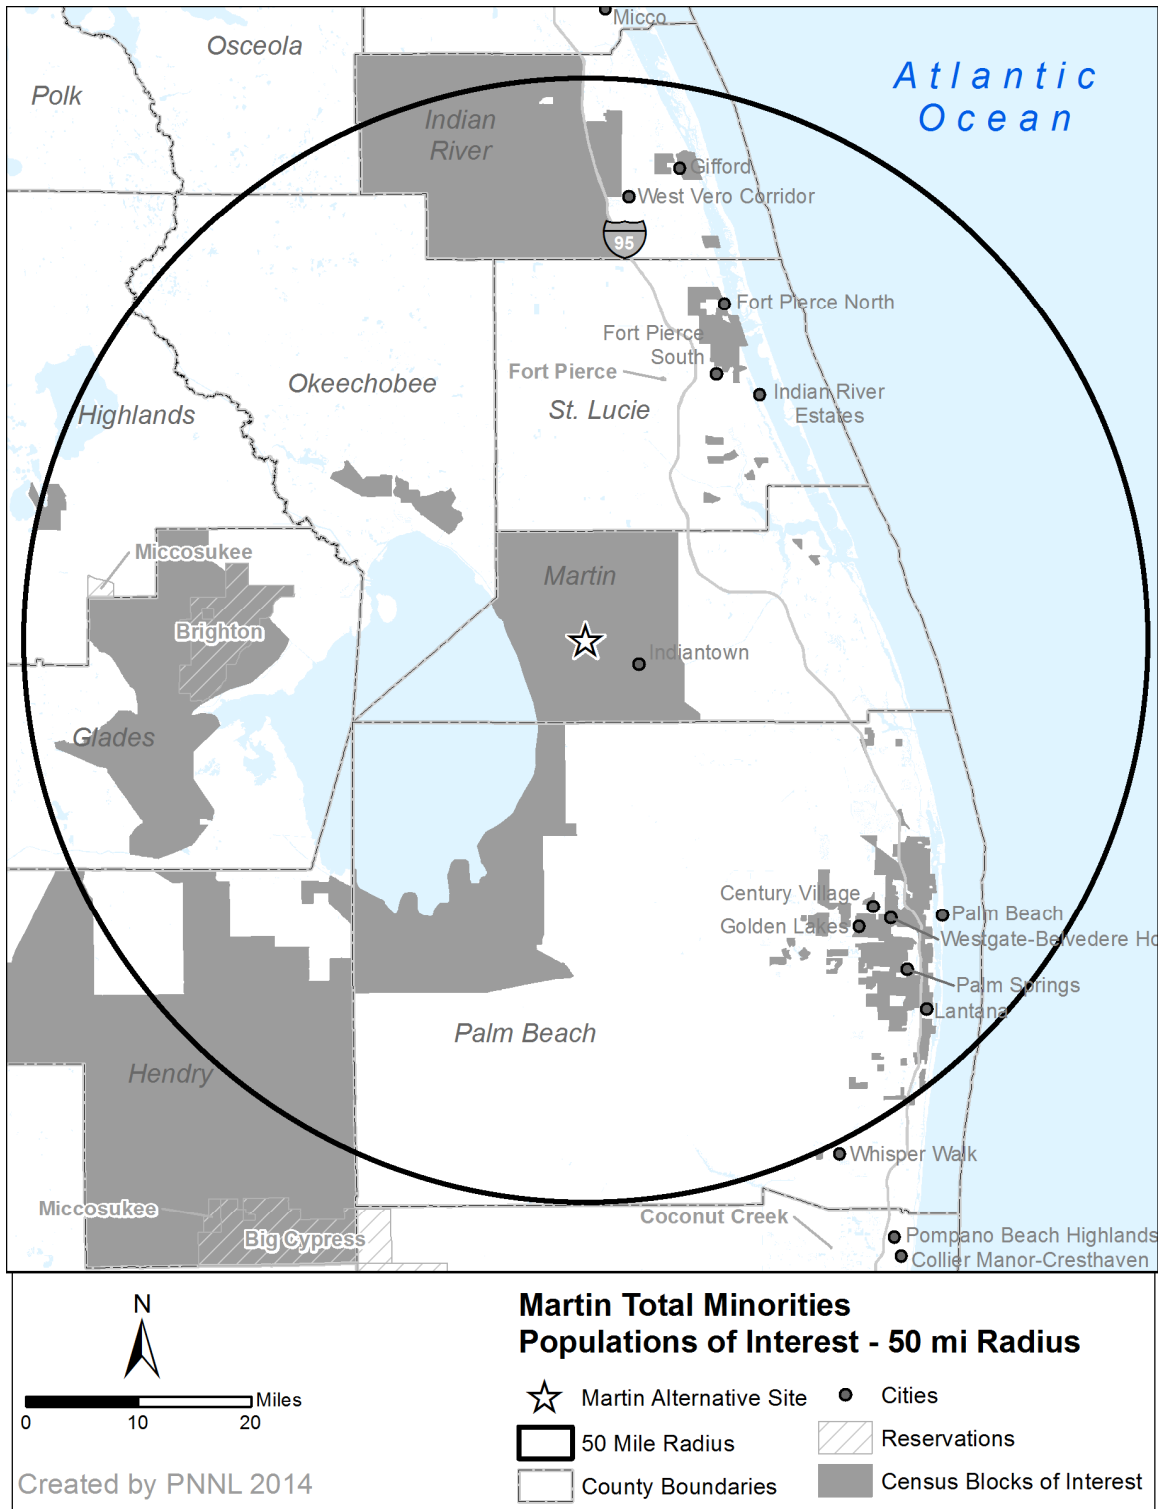 Micco
Osceola
Atlantic
Ocean
Polk
Indian
River
Gifford
West Vero Corridor
95
Fort Pierce North
Fort Pierce
South
Fort Pierce
Okeechobee
Indian River
Estates
St. Lucie
Highlands
Miccosukee
Martin
Brighton
Indiantown
Glades
Century Village
Palm Beach
Golden Lakes
Westgate-Belvedere Ho
Palm Springs
Lantana
Palm Beach
Hendry
Whisper Walk
Miccosukee
Coconut Creek
Big Cypress
Pompano Beach Highlands
Collier Manor-Cresthaven
N
Miles
0 10 20
Created by PNNL 2014
Martin Total Minorities
Populations of Interest - 50 mi Radius
Martin Alternative Site
Cities
50 Mile Radius
Reservations
County Boundaries
Census Blocks of Interest